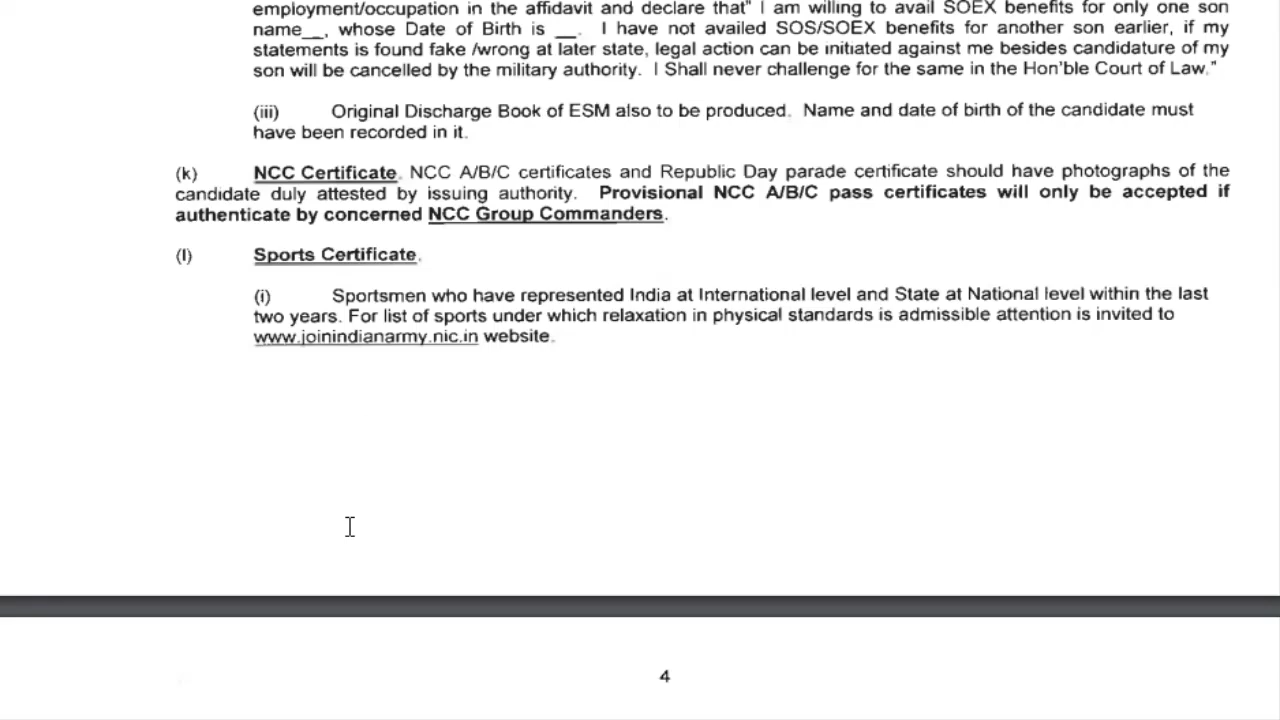 employment/occupation in the affidavit and declare that" I am willing to avail SOEX benefits for only one son
name__, whose Date of Birth is __. I have not availed SOS/SOEX benefits for another son earlier, if my
statements is found fake /wrong at later state, legal action can be initiated against me besides candidature of my
son will be cancelled by the military authority. I Shall never challenge for the same in the Hon'ble Court of Law."
(iii) Original Discharge Book of ESM also to be produced. Name and date of birth of the candidate must
have been recorded in it.
(k) NCC Certificate. NCC A/B/C certificates and Republic Day parade certificate should have photographs of the
candidate duly attested by issuing authority. Provisional NCC A/B/C pass certificates will only be accepted if
authenticate by concerned NCC Group Commanders.
(l) Sports Certificate.
(i) Sportsmen who have represented India at International level and State at National level within the last
two years. For list of sports under which relaxation in physical standards is admissible attention is invited to
www.joinindianarmy.nic.in website.
4